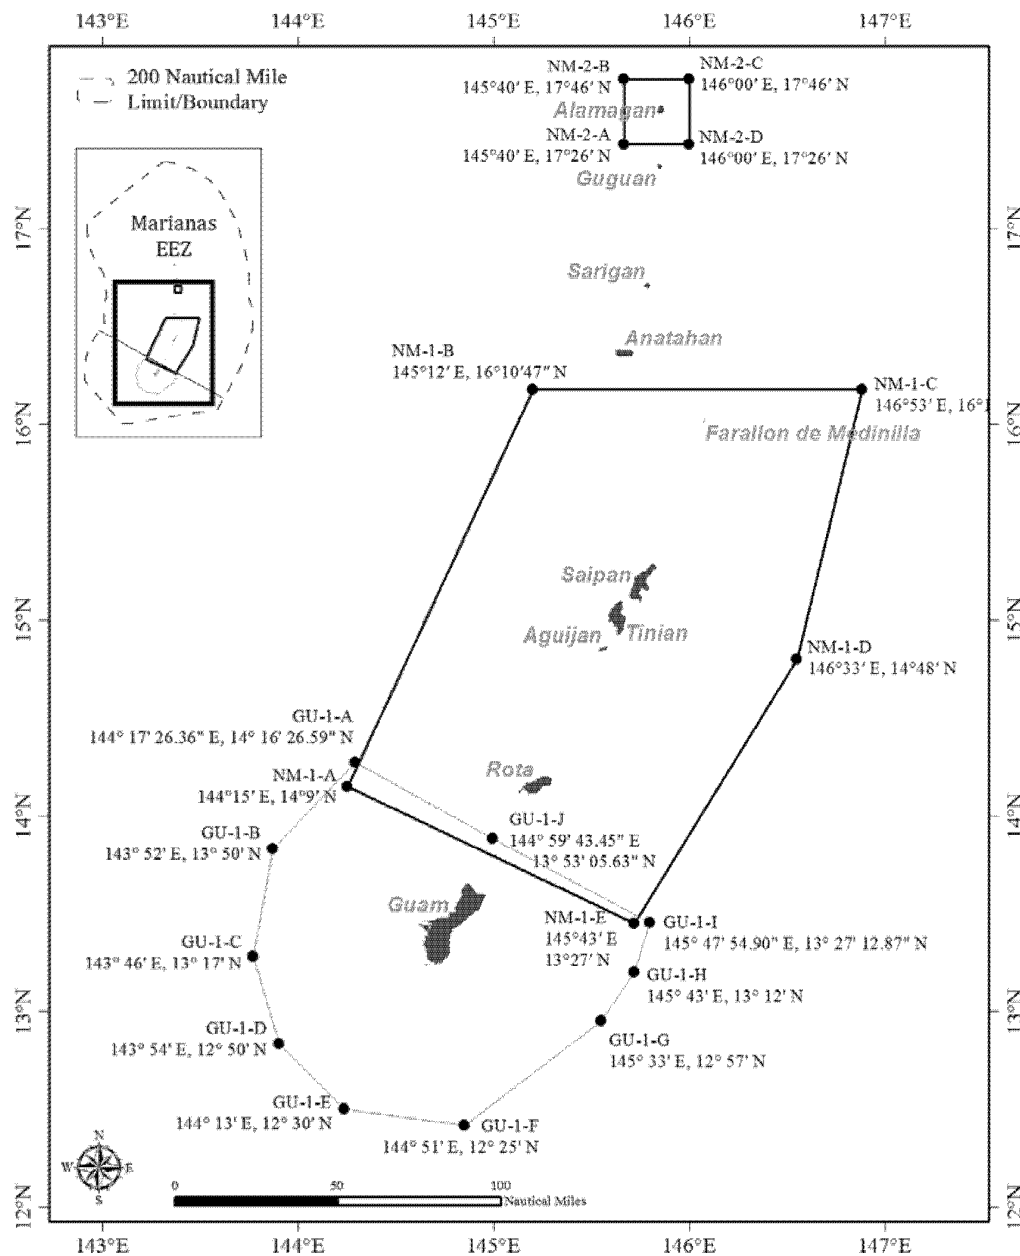 143°E 144°E 145°E 146°E 147°E
200 Nautical Mile
Limit/Boundary
Marianas
EEZ
NM-2-B
145°40' E, 17°46' N
NM-2-C
146°00' E, 17°46' N
Alamagan
NM-2-A
145°40' E, 17°26' N
NM-2-D
146°00' E, 17°26' N
Guguan
17°N 17°N
Sarigan
Anatahan
NM-1-B
145°12' E, 16°10'47" N
NM-1-C
146°53' E, 16°1
16°N 16°N
Farallon de Medinilla
Saipan
15°N 15°N
Aguijan Tinian
NM-1-D
146°33' E, 14°48' N
GU-1-A
144° 17' 26.36" E, 14° 16' 26.59" N
Rota
NM-1-A
144°15' E, 14°9' N
14°N 14°N
GU-1-J
144° 59' 43.45" E
13° 53' 05.63" N
GU-1-B
143° 52' E, 13° 50' N
Guam
NM-1-E
145°43' E
13°27' N
GU-1-I
145° 47' 54.90" E, 13° 27' 12.87" N
GU-1-C
143° 46' E, 13° 17' N
GU-1-H
145° 43' E, 13° 12' N
13°N 13°N
GU-1-D
143° 54' E, 12° 50' N
GU-1-G
145° 33' E, 12° 57' N
GU-1-E
144° 13' E, 12° 30' N
GU-1-F
144° 51' E, 12° 25' N
N
W E
S
0 50 100
Nautical Miles
12°N 12°N
143°E 144°E 145°E 146°E 147°E